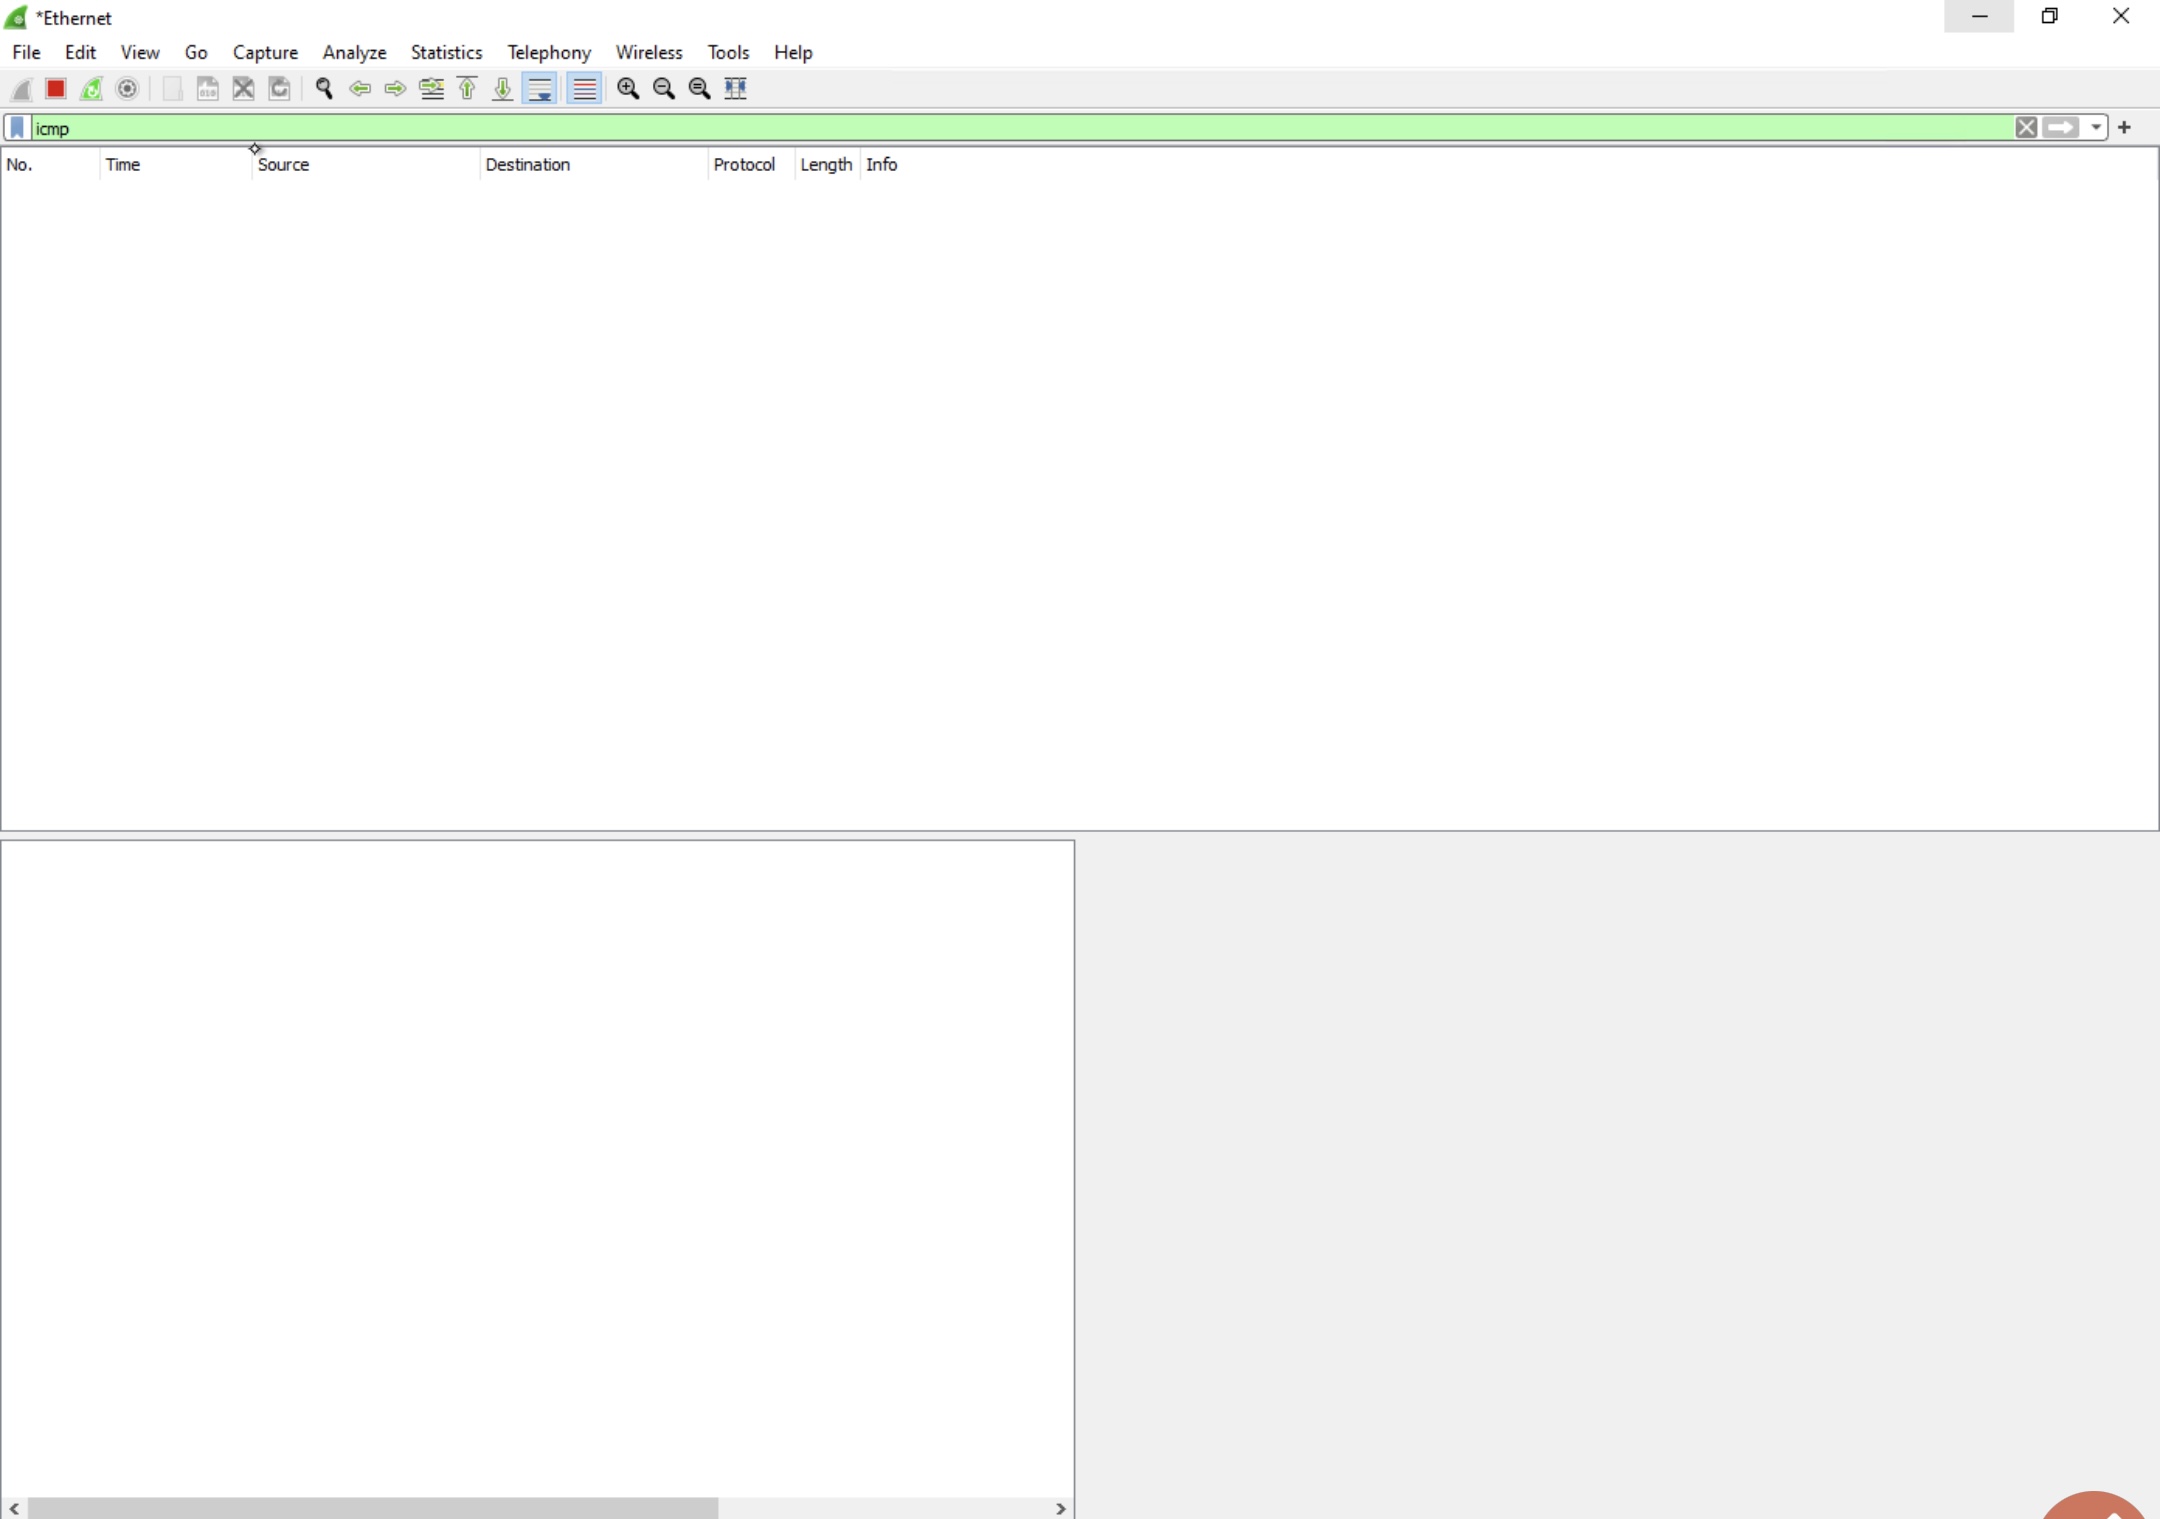 *Ethernet
File Edit View Go Capture Analyze Statistics Telephony Wireless Tools Help
icmp
No. Time Source Destination Protocol Length Info